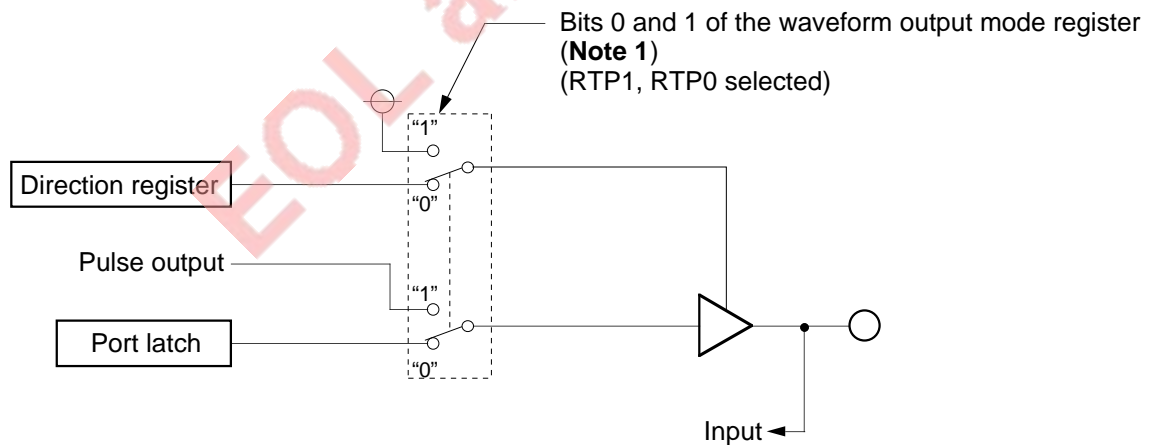 Bits 0 and 1 of the waveform output mode register
(Note 1)
(RTP1, RTP0 selected)
EOL a
“1”
Direction register
“0”
Pulse output
“1”
Port latch
“0”
Input